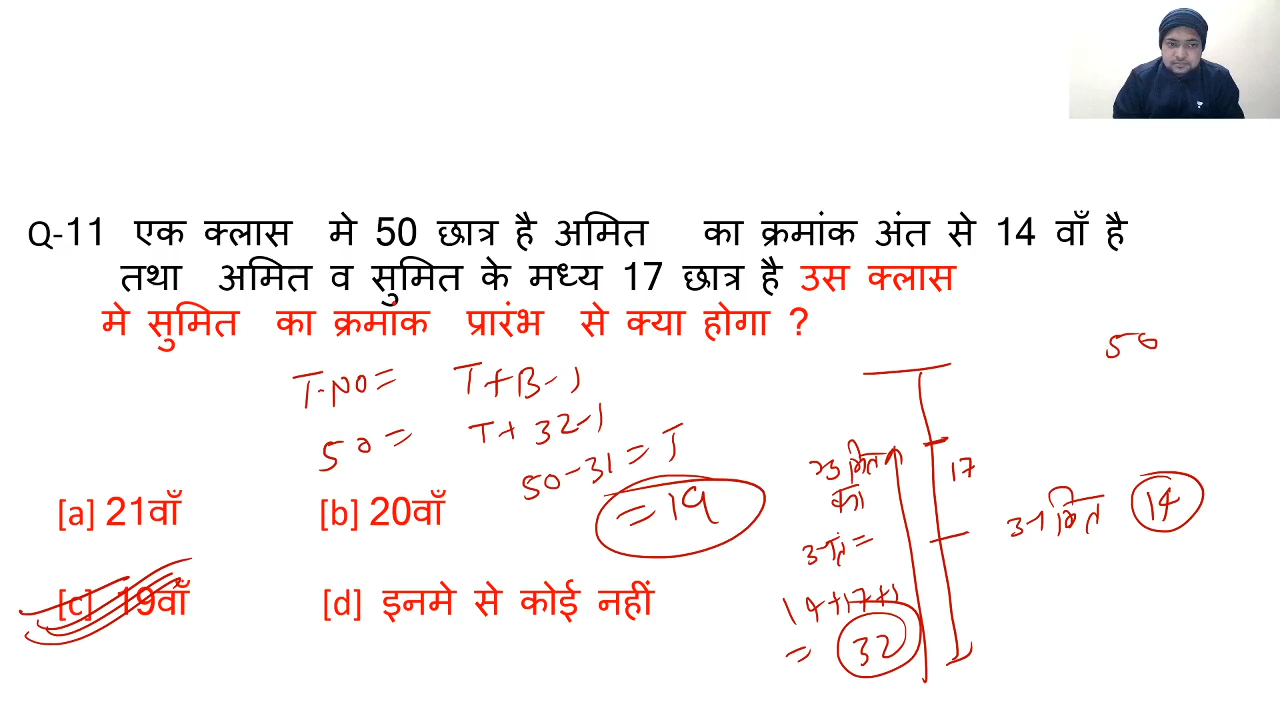 Q-11 एक क्लास मे 50 छात्र है अमित का क्रमांक अंत से 14 वाँ है
तथा अमित व सुमित के मध्य 17 छात्र है उस क्लास
मे सुमित का क्रमांक प्रारंभ से क्या होगा ?
50
T.NO = T+B-1
50 = T+32-1
50-31 = T
= 19
[a] 21वाँ [b] 20वाँ
[c] 19वाँ [d] इनमे से कोई नहीं
17
का
अमित 14
14+17+1
= 32